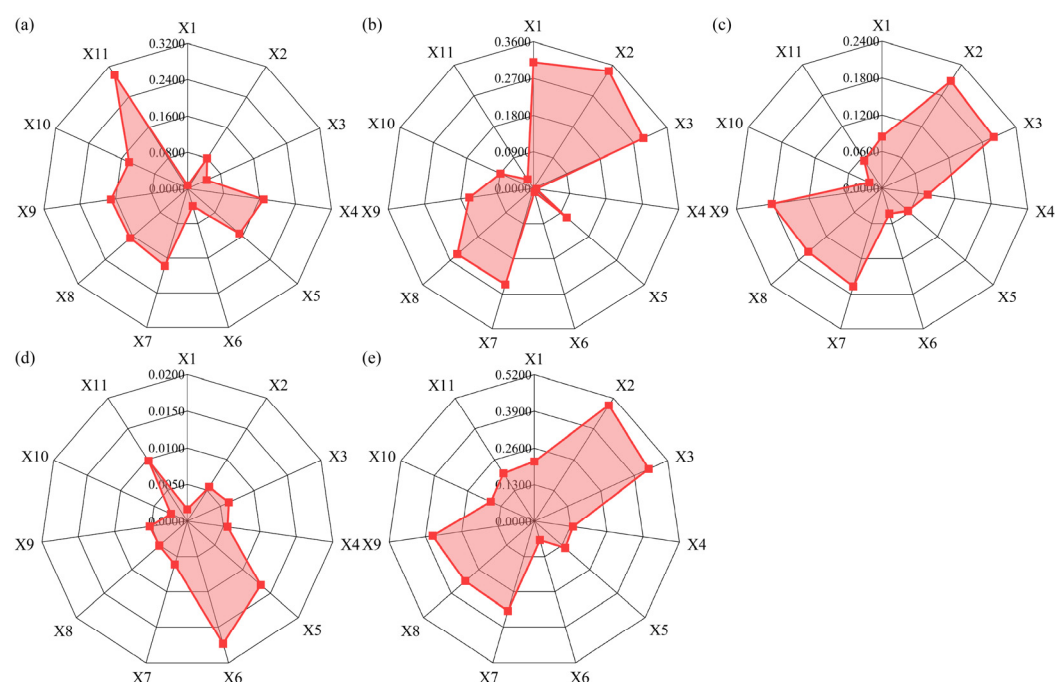 (a)
X1
0.3200
X2
X11
0.2400
0.1600
X10
X3
0.0800
0.0000
X9
X4
X8
X5
X7
X6
(b)
X1
0.3600
X2
X11
0.2700
0.1800
X10
X3
0.0900
0.0000
X9
X4
X8
X5
X7
X6
(c)
X1
0.2400
X2
X11
0.1800
0.1200
X10
X3
0.0600
0.0000
X9
X4
X8
X5
X7
X6
(d)
X1
0.0200
X2
X11
0.0150
0.0100
X10
X3
0.0050
0.0000
X9
X4
X8
X5
X7
X6
(e)
X1
0.5200
X2
X11
0.3900
0.2600
X10
X3
0.1300
0.0000
X9
X4
X8
X5
X7
X6